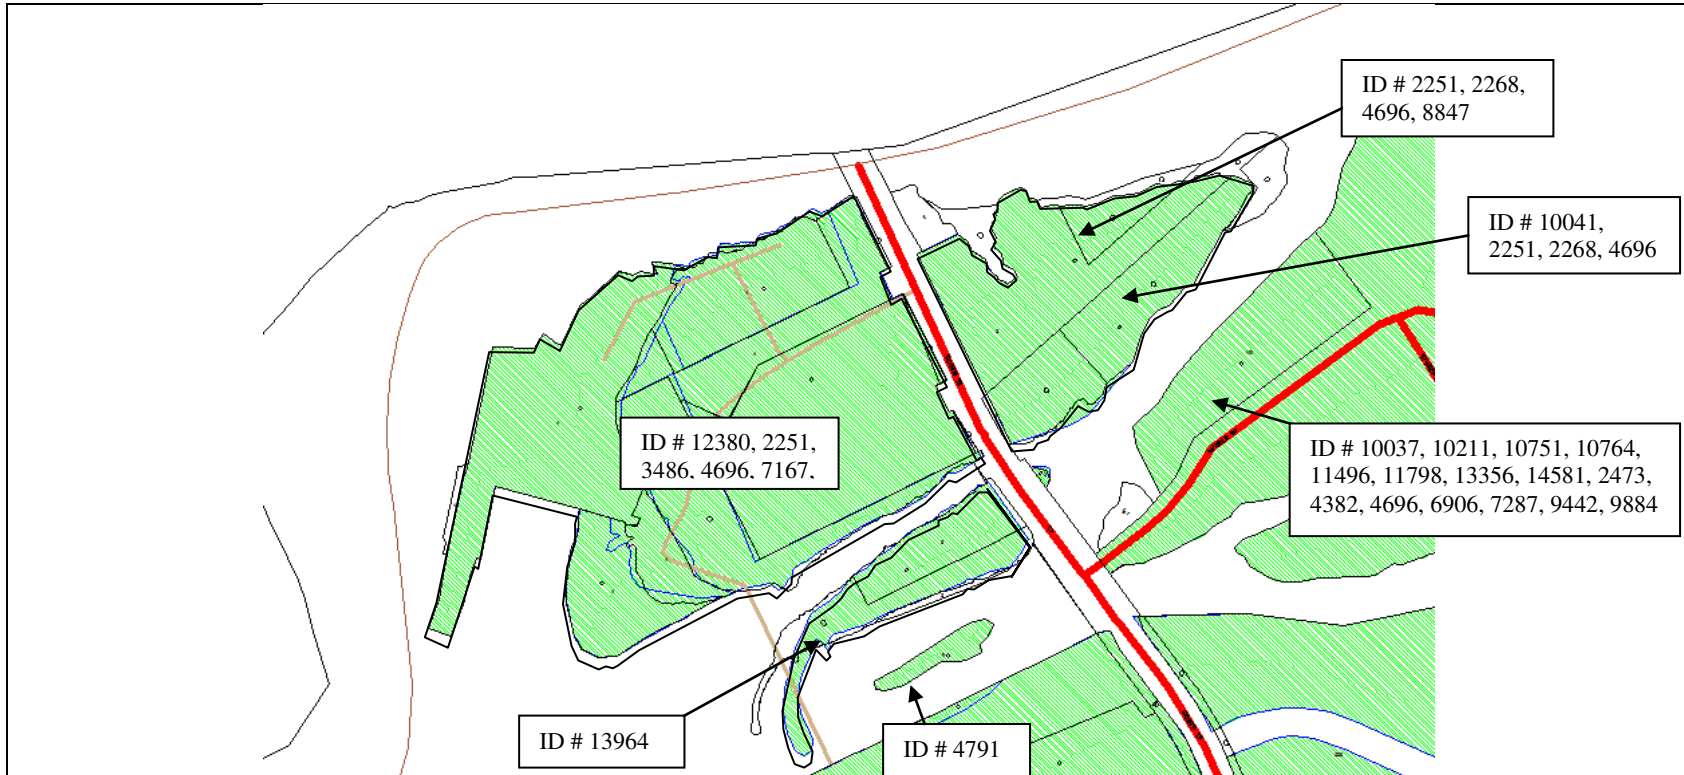 ID # 2251, 2268,
4696, 8847
ID # 10041,
2251, 2268, 4696
ID # 12380, 2251,
3486, 4696, 7167,
ID # 10037, 10211, 10751, 10764,
11496, 11798, 13356, 14581, 2473,
4382, 4696, 6906, 7287, 9442, 9884
ID # 13964
ID # 4791